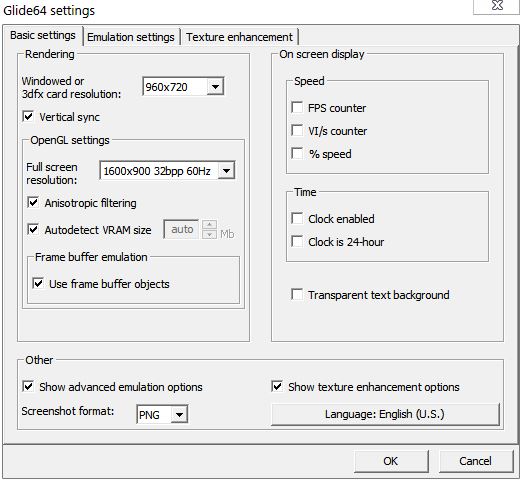 Glide64 settings
Basic settings Emulation settings Texture enhancement
Rendering
Windowed or
3dfx card resolution: 960x720
Vertical sync
OpenGL settings
Full screen
resolution: 1600x900 32bpp 60Hz
Anisotropic filtering
Autodetect VRAM size auto Mb
Frame buffer emulation
Use frame buffer objects
On screen display
Speed
FPS counter
VI/s counter
% speed
Time
Clock enabled
Clock is 24-hour
Transparent text background
Other
Show advanced emulation options
Show texture enhancement options
Screenshot format: PNG
Language: English (U.S.)
OK Cancel